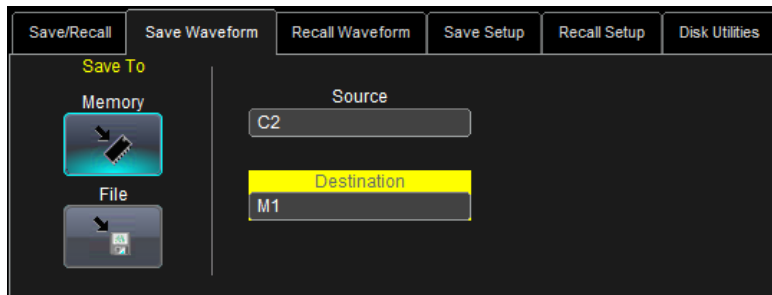 Save/Recall Save Waveform Recall Waveform Save Setup Recall Setup Disk Utilities
Save To
Memory
File
Source
C2
Destination
M1